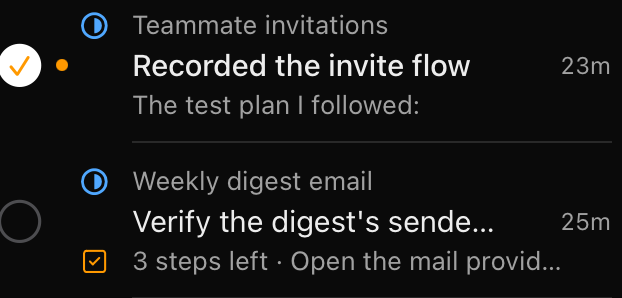 Teammate invitations
Recorded the invite flow 23m
The test plan I followed:
Weekly digest email
Verify the digest's sende... 25m
3 steps left · Open the mail provid...